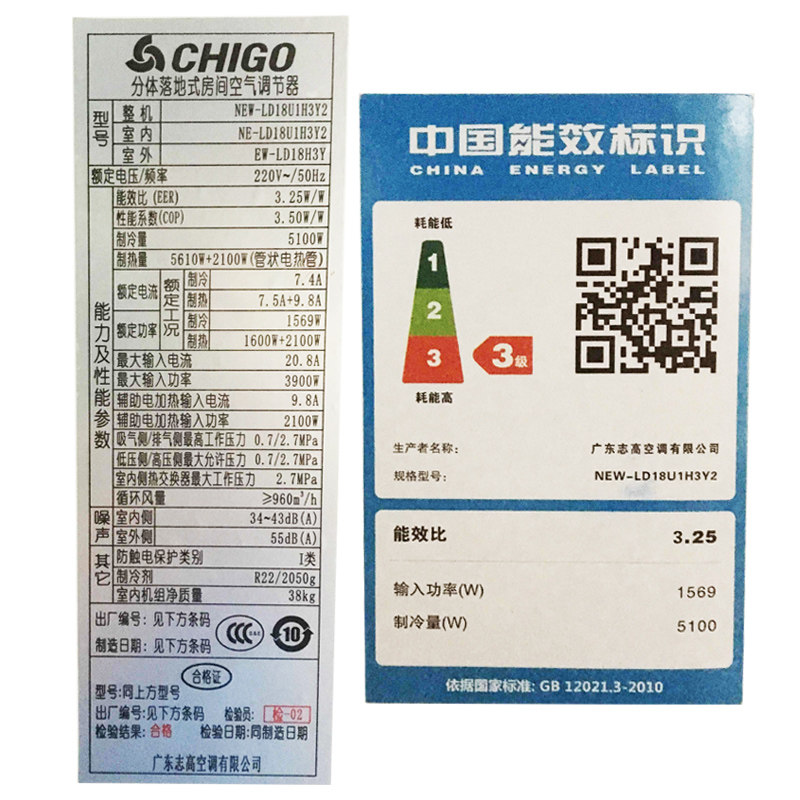 CHIGO
分体落地式房间空气调节器
型号
整机 NEW-LD18U1H3Y2
室内 NE-LD18U1H3Y2
室外 EW-LD18H3Y
额定电压/频率 220V~/50Hz
能力及性能参数
能效比(EER) 3.25W/W
性能系数(COP) 3.50W/W
制冷量 5100W
制热量 5610W+2100W(管状电热管)
额定电流 额定工况 制冷 7.4A
制热 7.5A+9.8A
额定功率 制冷 1569W
制热 1600W+2100W
最大输入电流 20.8A
最大输入功率 3900W
辅助电加热输入电流 9.8A
辅助电加热输入功率 2100W
吸气侧/排气侧最高工作压力 0.7/2.7MPa
低压侧/高压侧最大允许压力 0.7/2.7MPa
室内侧热交换器最大工作压力 2.7MPa
循环风量 ≥960m³/h
噪声 室内侧 34-43dB(A)
室外侧 55dB(A)
其它 防触电保护类别 I类
制冷剂 R22/2050g
室内机组净质量 38kg
出厂编号: 见下方条码
制造日期: 见下方条码
CCC S&E 10
合格证
型号:同上方型号
出厂编号:见下方条码 检验员: 检-02
检验结果: 合格 检验日期:同制造日期
广东志高空调有限公司
中国能效标识
CHINA ENERGY LABEL
耗能低
1
2
3 3级
耗能高
生产者名称: 广东志高空调有限公司
规格型号: NEW-LD18U1H3Y2
能效比 3.25
输入功率(W) 1569
制冷量(W) 5100
依据国家标准: GB 12021.3-2010